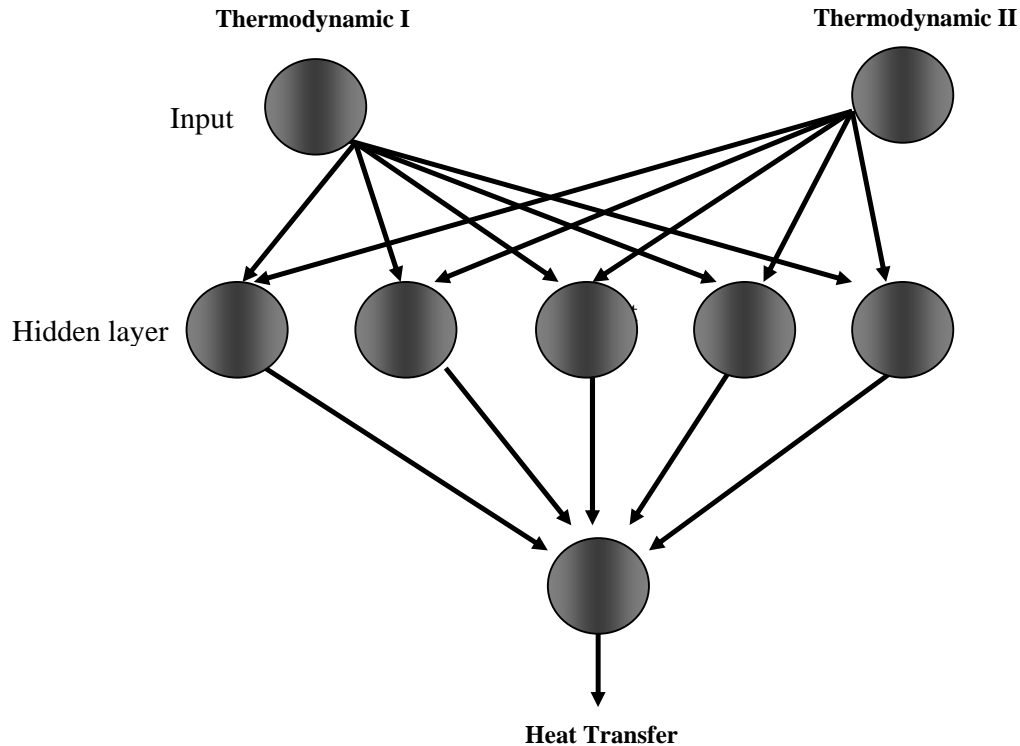 Thermodynamic I
Thermodynamic II
Input
Hidden layer
Heat Transfer